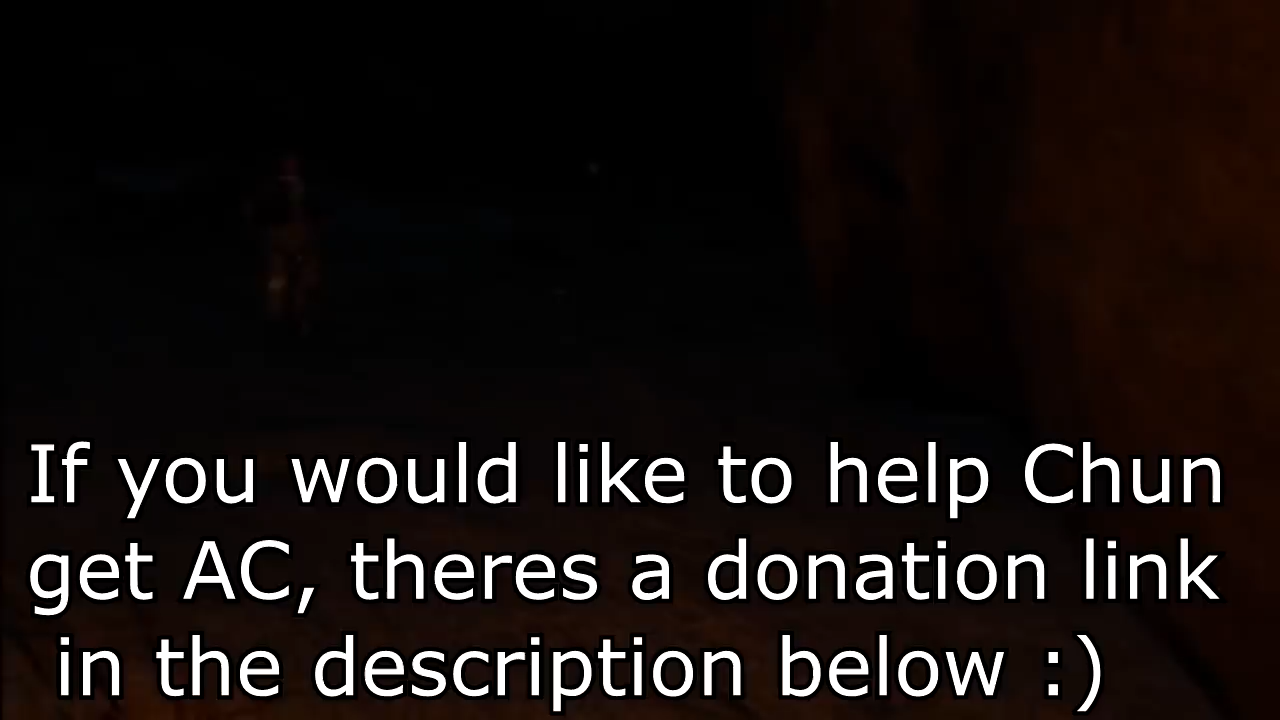 If you would like to help Chun
get AC, theres a donation link
in the description below :)